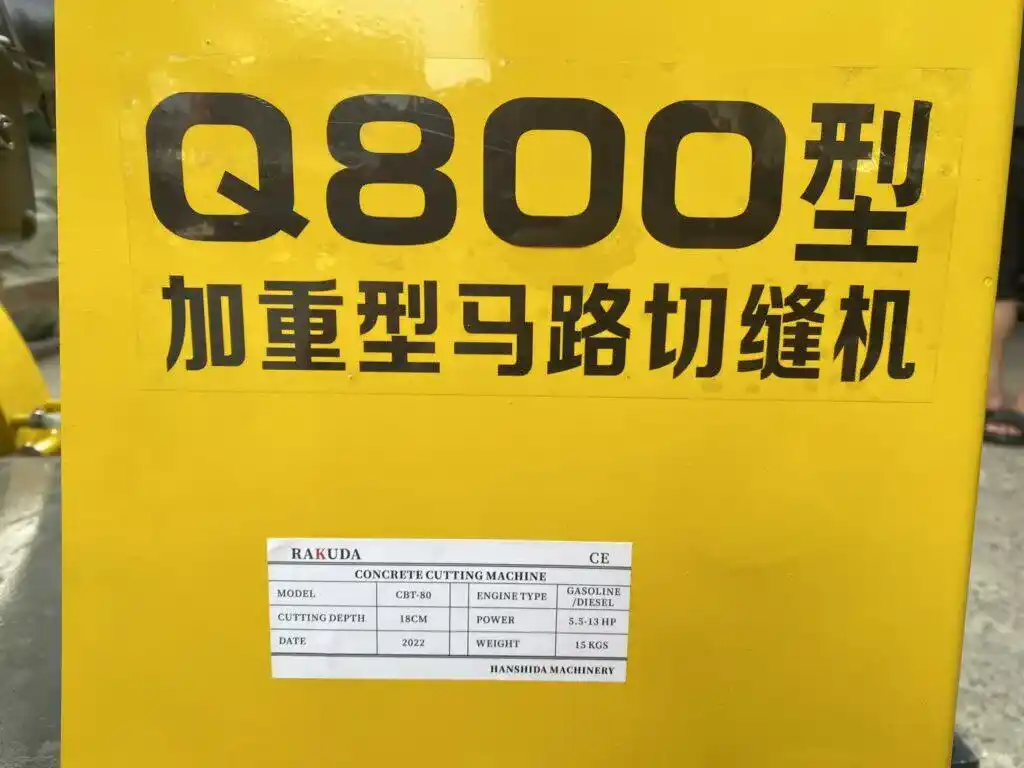 Q800型
加重型马路切缝机
RAKUDA CE
CONCRETE CUTTING MACHINE
MODEL CBT-80 ENGINE TYPE GASOLINE /DIESEL
CUTTING DEPTH 18CM POWER 5.5-13 HP
DATE 2022 WEIGHT 15 KGS
HANSHIDA MACHINERY